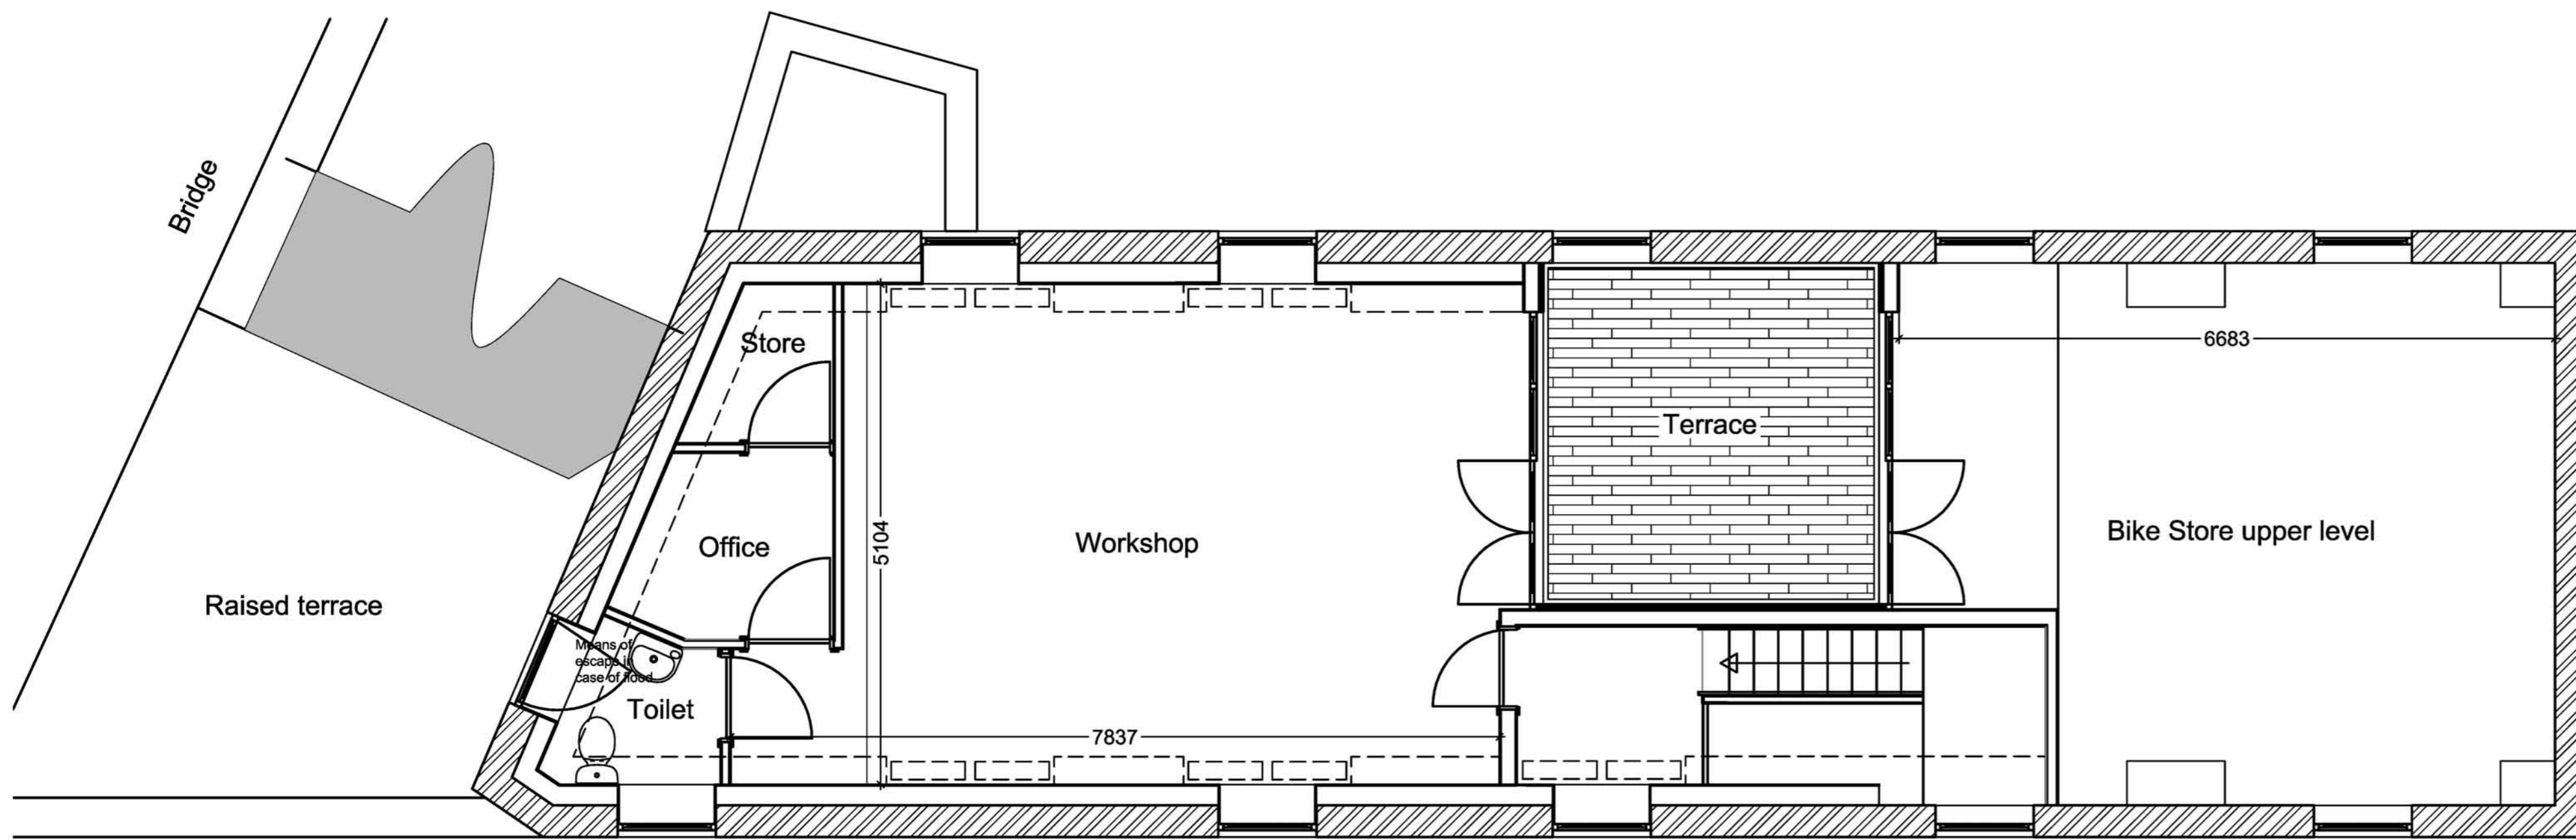 Bridge
Store
6683
Terrace
5104
Workshop
Bike Store upper level
Office
Raised terrace
Means of
escape in
case of flood
Toilet
7837